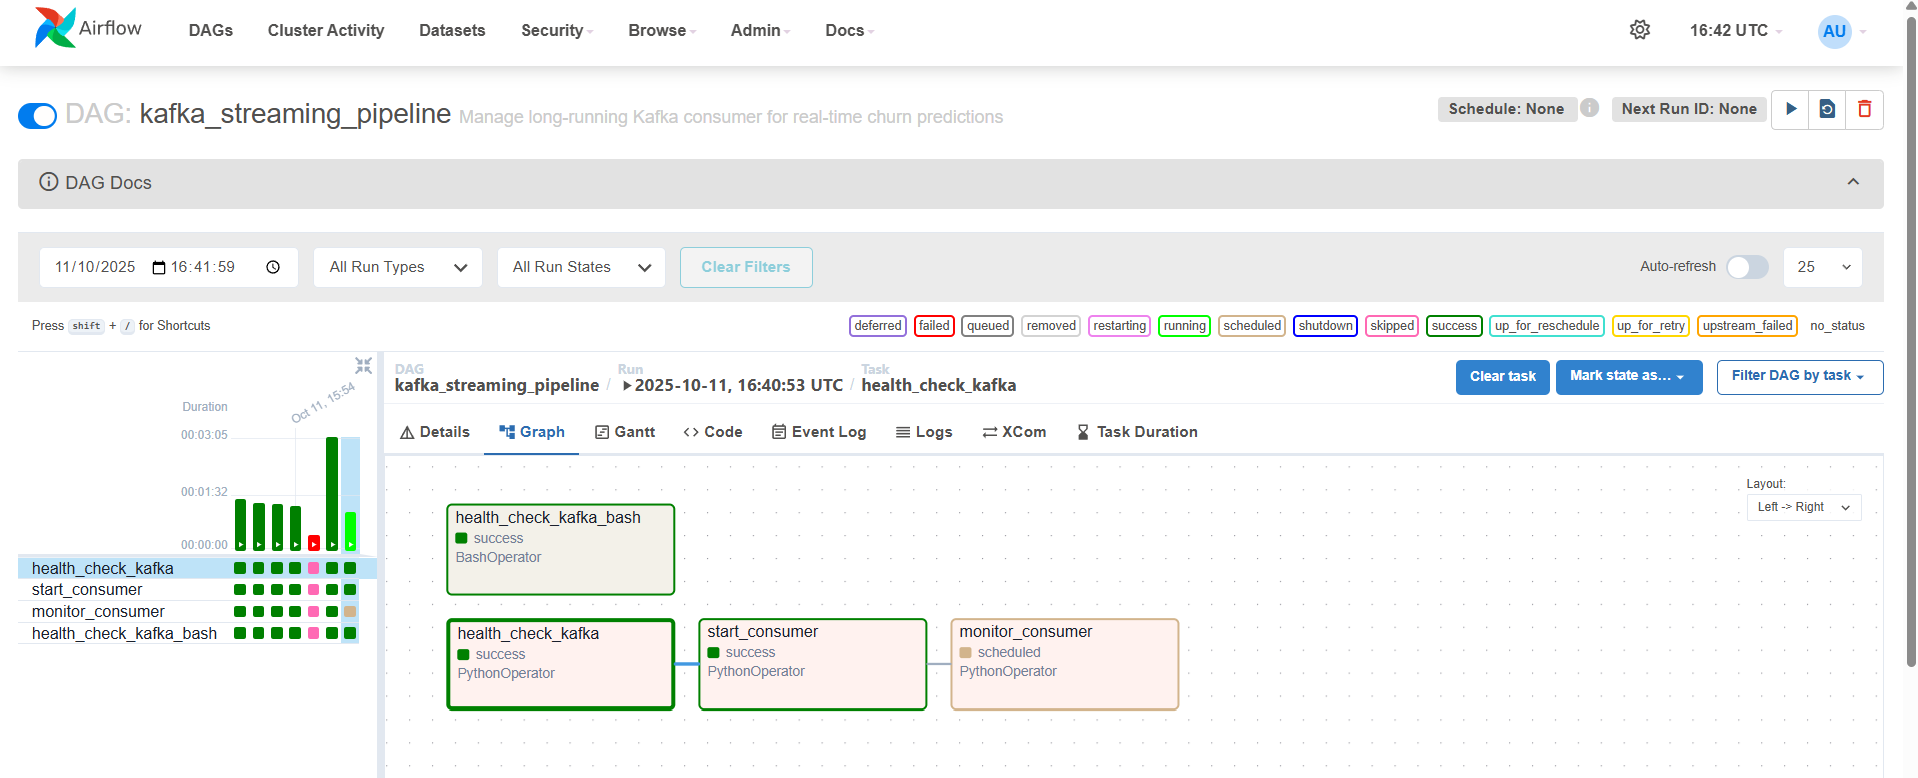 Airflow
DAGs
Cluster Activity
Datasets
Security
Browse
Admin
Docs
16:42 UTC
AU
DAG: kafka_streaming_pipeline Manage long-running Kafka consumer for real-time churn predictions
Schedule: None
Next Run ID: None
DAG Docs
11/10/2025 16:41:59
All Run Types
All Run States
Clear Filters
Auto-refresh
25
Press shift + / for Shortcuts
deferred
failed
queued
removed
restarting
running
scheduled
shutdown
skipped
success
up_for_reschedule
up_for_retry
upstream_failed
no_status
Duration
Oct 11, 15:54
00:03:05
00:01:32
00:00:00
health_check_kafka
start_consumer
monitor_consumer
health_check_kafka_bash
DAG
kafka_streaming_pipeline
/
Run
2025-10-11, 16:40:53 UTC
/
Task
health_check_kafka
Clear task
Mark state as...
Filter DAG by task
Details
Graph
Gantt
Code
Event Log
Logs
XCom
Task Duration
Layout:
Left -> Right
health_check_kafka_bash
success
BashOperator
health_check_kafka
success
PythonOperator
start_consumer
success
PythonOperator
monitor_consumer
scheduled
PythonOperator